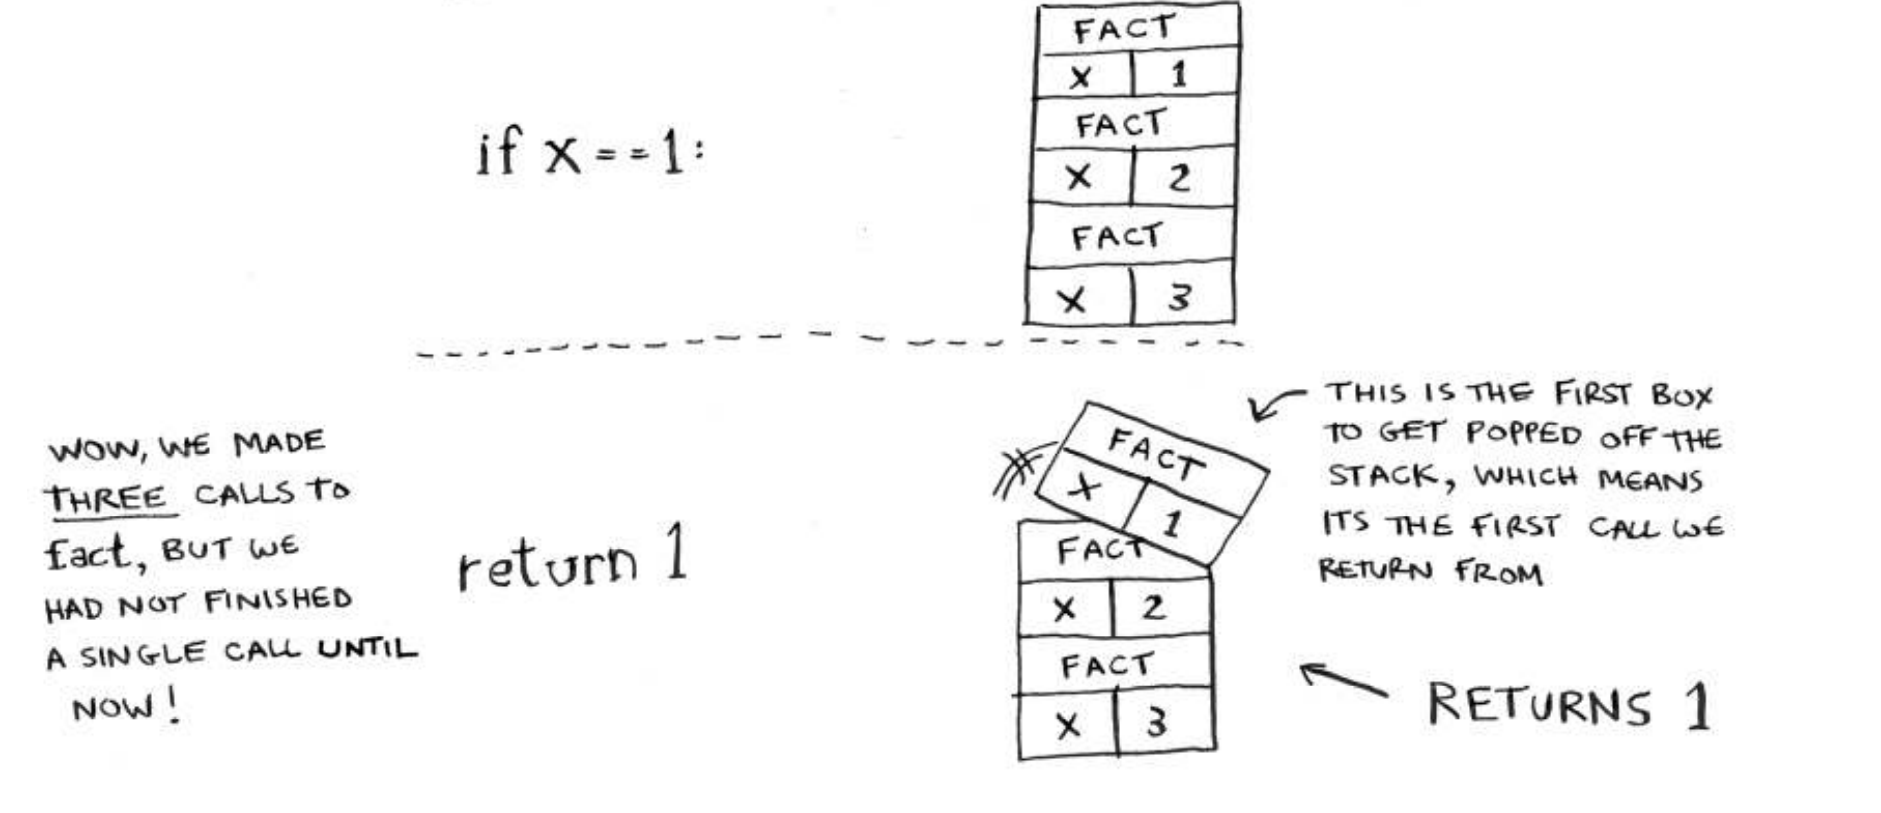 FACT
X 1
FACT
X 2
FACT
X 3
if x==1:
WOW, WE MADE
THREE CALLS TO
fact, BUT WE
HAD NOT FINISHED
A SINGLE CALL UNTIL
NOW!
return 1
FACT
X 1
FACT
X 2
FACT
X 3
THIS IS THE FIRST BOX
TO GET POPPED OFF THE
STACK, WHICH MEANS
ITS THE FIRST CALL WE
RETURN FROM
RETURNS 1